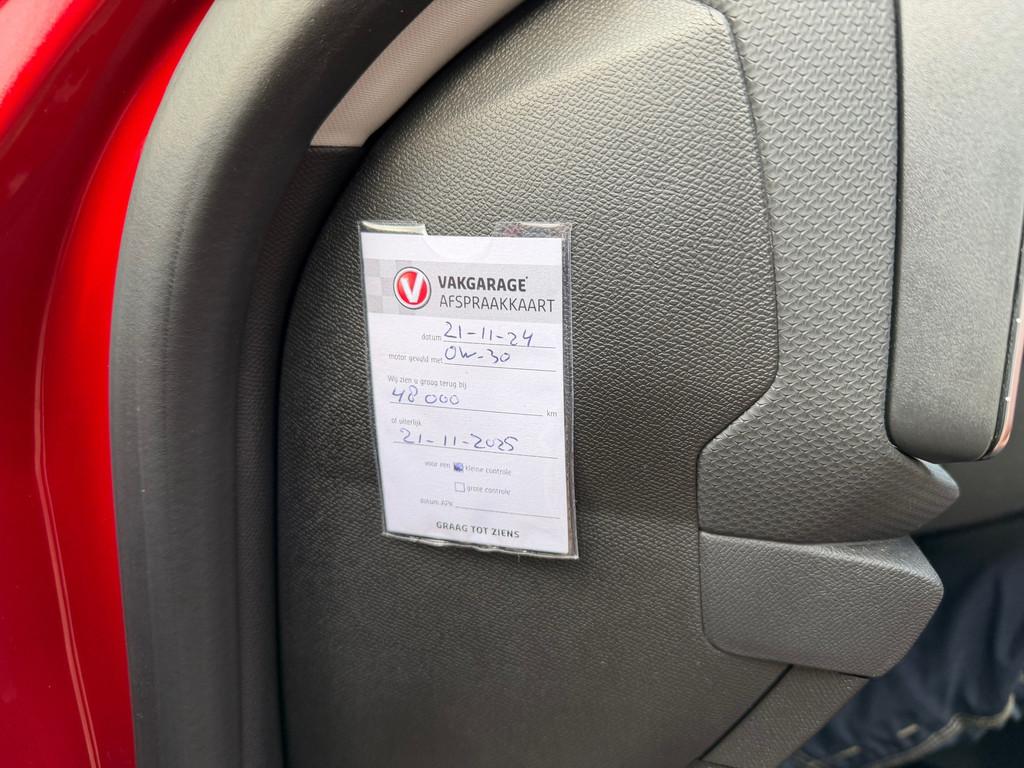 V
VAKGARAGE
AFSPRAAKKAART
datum 21-11-24
motor gevuld met 0W-30
Wij zien u graag terug bij
48 000 km
of uiterlijk
21-11-2025
voor een kleine controle
grote controle
datum APK
GRAAG TOT ZIENS